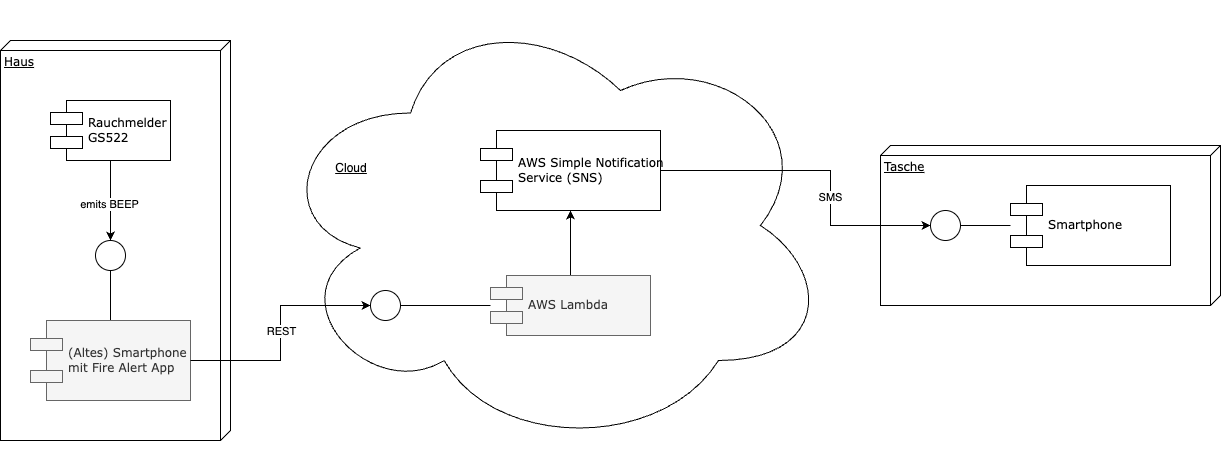 Haus
Rauchmelder
GS522
emits BEEP
(Altes) Smartphone
mit Fire Alert App
REST
Cloud
AWS Simple Notification
Service (SNS)
AWS Lambda
SMS
Tasche
Smartphone